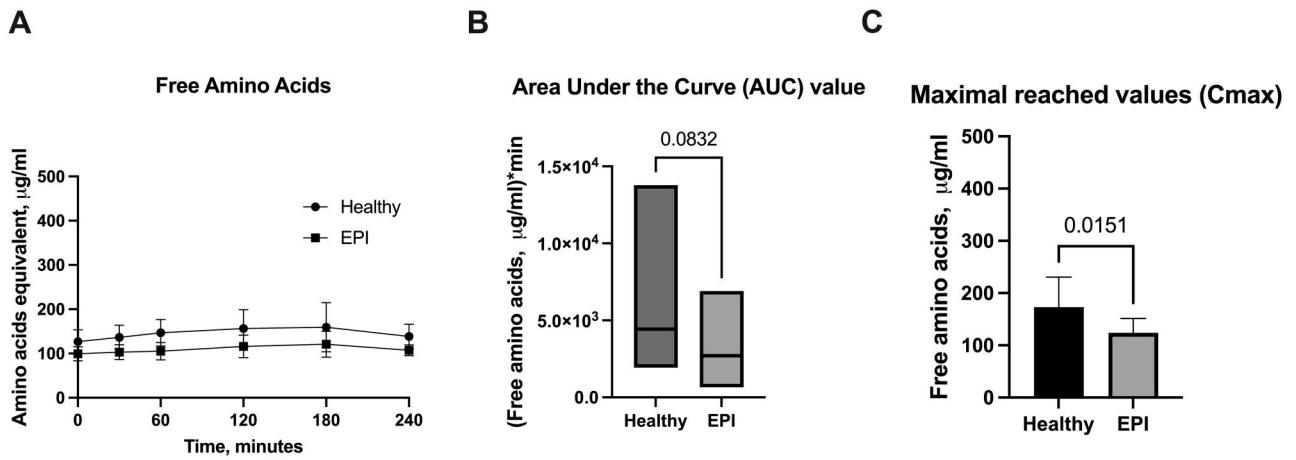 A
Free Amino Acids
Amino acids equivalent, μg/ml
500
400
300
200
100
0
0 60 120 180 240
Time, minutes
Healthy
EPI
B
Area Under the Curve (AUC) value
(Free amino acids, μg/ml)*min
1.5×10⁴
1.0×10⁴
5.0×10³
0.0
0.0832
Healthy EPI
C
Maximal reached values (Cmax)
Free amino acids, μg/ml
500
400
300
200
100
0
0.0151
Healthy EPI